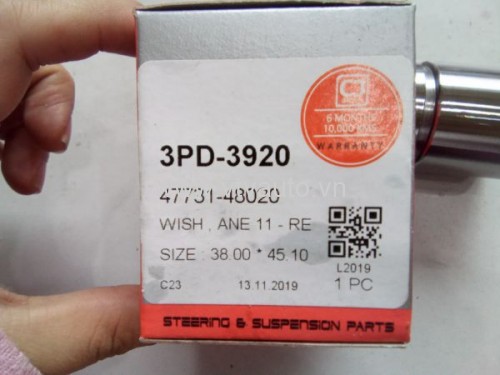 6 MONTHS
10,000 KMS
WARRANTY
3PD-3920
47731-48020
WISH , ANE 11 - RE
SIZE : 38.00 * 45.10
L2019
C23 13.11.2019 1 PC
STEERING & SUSPENSION PARTS